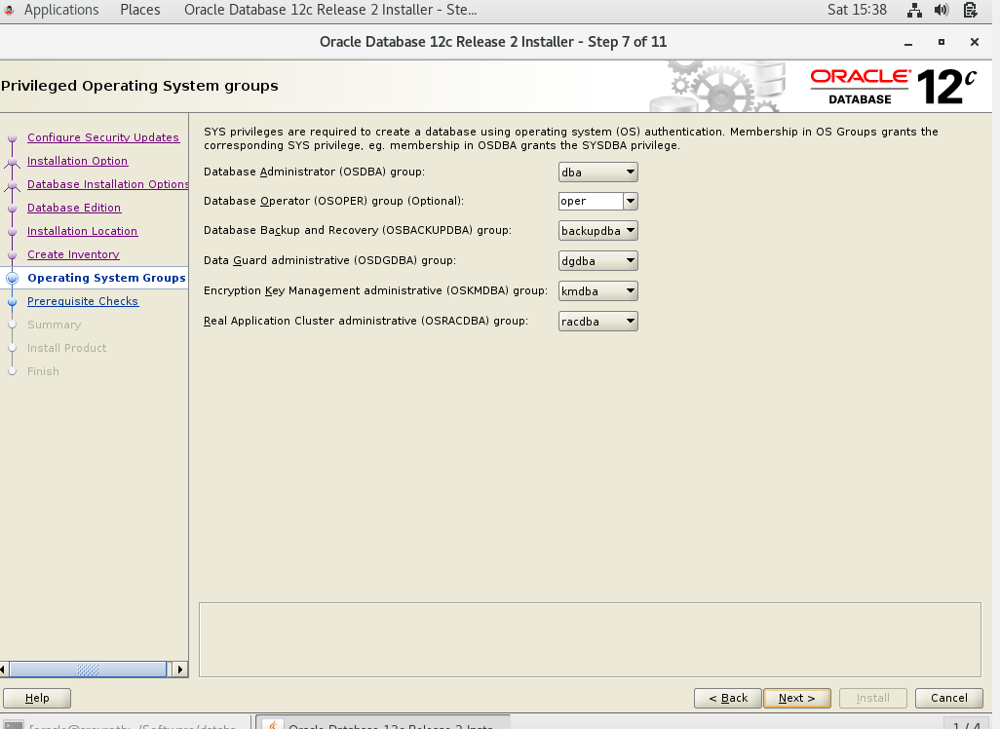 Applications Places Oracle Database 12c Release 2 Installer - Ste... Sat 15:38
Oracle Database 12c Release 2 Installer - Step 7 of 11
Privileged Operating System groups
ORACLE
DATABASE 12c
Configure Security Updates
Installation Option
Database Installation Options
Database Edition
Installation Location
Create Inventory
Operating System Groups
Prerequisite Checks
Summary
Install Product
Finish
SYS privileges are required to create a database using operating system (OS) authentication. Membership in OS Groups grants the
corresponding SYS privilege, eg. membership in OSDBA grants the SYSDBA privilege.
Database Administrator (OSDBA) group: dba
Database Operator (OSOPER) group (Optional): oper
Database Backup and Recovery (OSBACKUPDBA) group: backupdba
Data Guard administrative (OSDGDBA) group: dgdba
Encryption Key Management administrative (OSKMDBA) group: kmdba
Real Application Cluster administrative (OSRACDBA) group: racdba
Help < Back Next > Install Cancel
Oracle Database 12c Release 2 Insta... 1 / 4